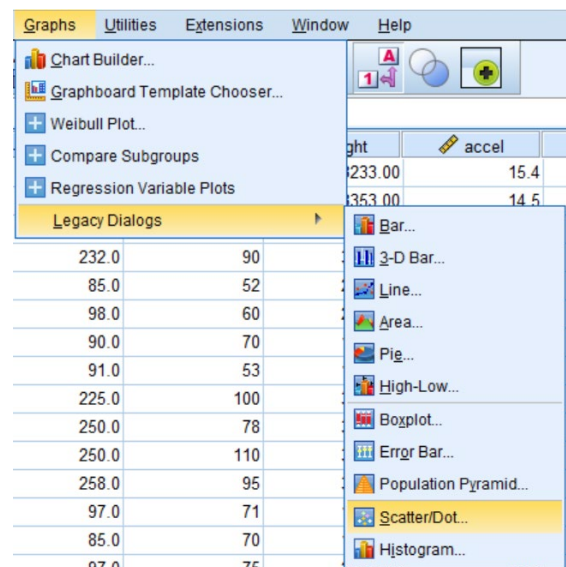 Graphs Utilities Extensions Window Help
Chart Builder...
Graphboard Template Chooser...
Weibull Plot...
Compare Subgroups
Regression Variable Plots
Legacy Dialogs
Bar...
3-D Bar...
Line...
Area...
Pie...
High-Low...
Boxplot...
Error Bar...
Population Pyramid...
Scatter/Dot...
Histogram...
A
1
ght accel
233.00 15.4
353.00 14.5
232.0 90
85.0 52
98.0 60
90.0 70
91.0 53
225.0 100
250.0 78
250.0 110
258.0 95
97.0 71
85.0 70
97.0 75